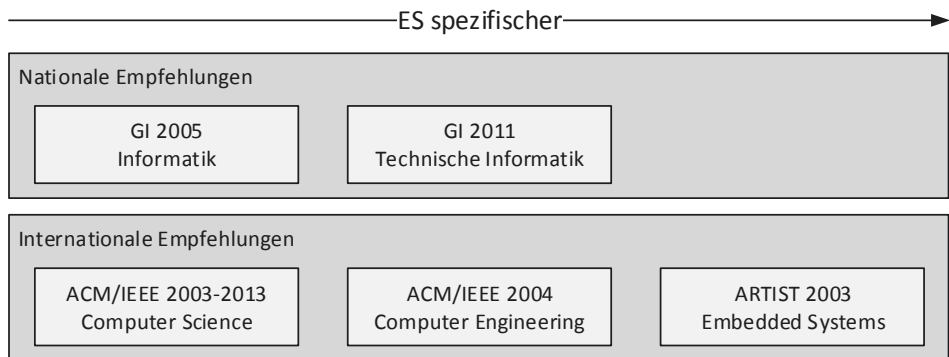 ES spezifischer
Nationale Empfehlungen
GI 2005
Informatik
GI 2011
Technische Informatik
Internationale Empfehlungen
ACM/IEEE 2003-2013
Computer Science
ACM/IEEE 2004
Computer Engineering
ARTIST 2003
Embedded Systems